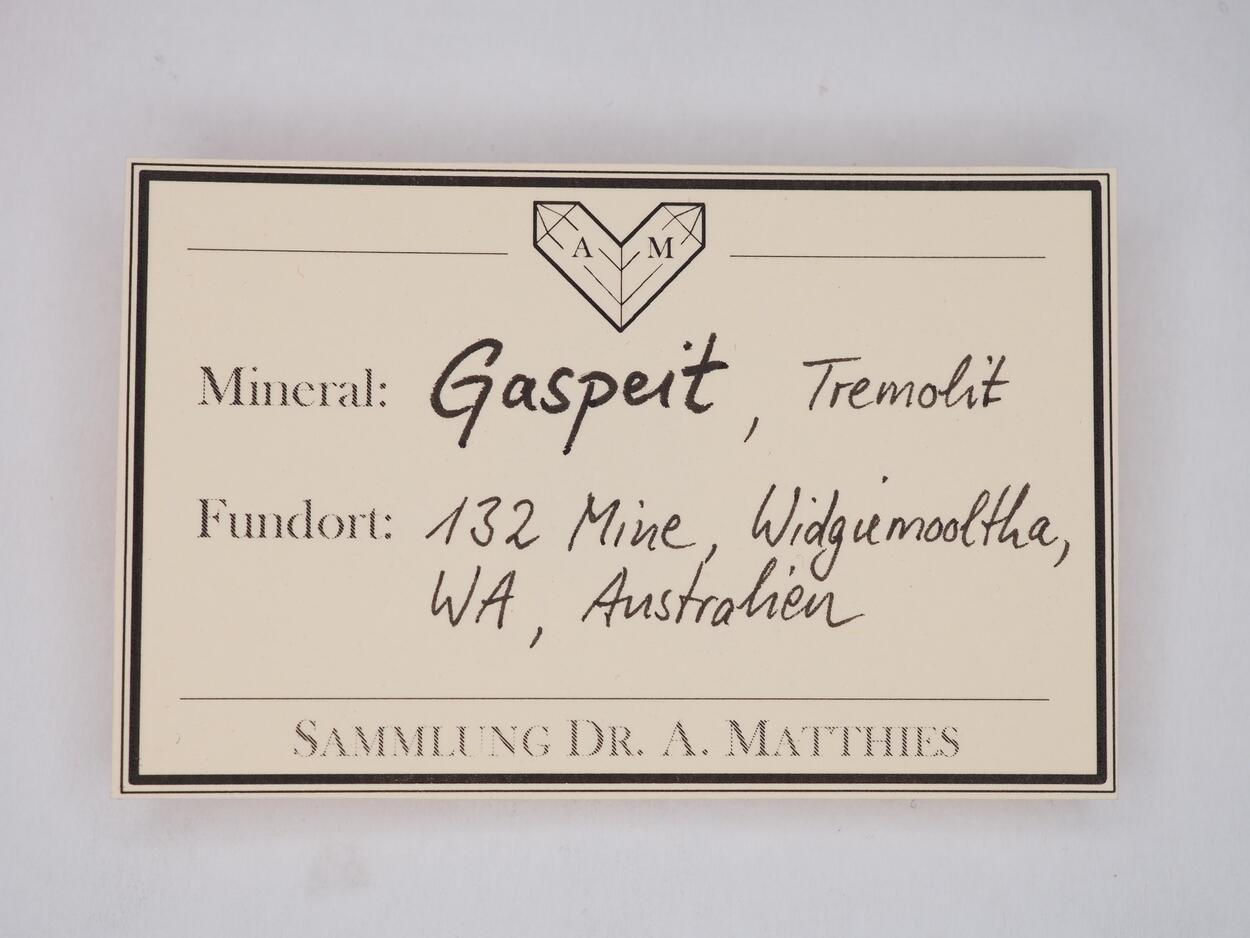 A M
Mineral: Gaspeit, Tremolit
Fundort: 132 Mine, Widgiemooltha,
WA, Australien
SAMMLUNG DR. A. MATTHIES